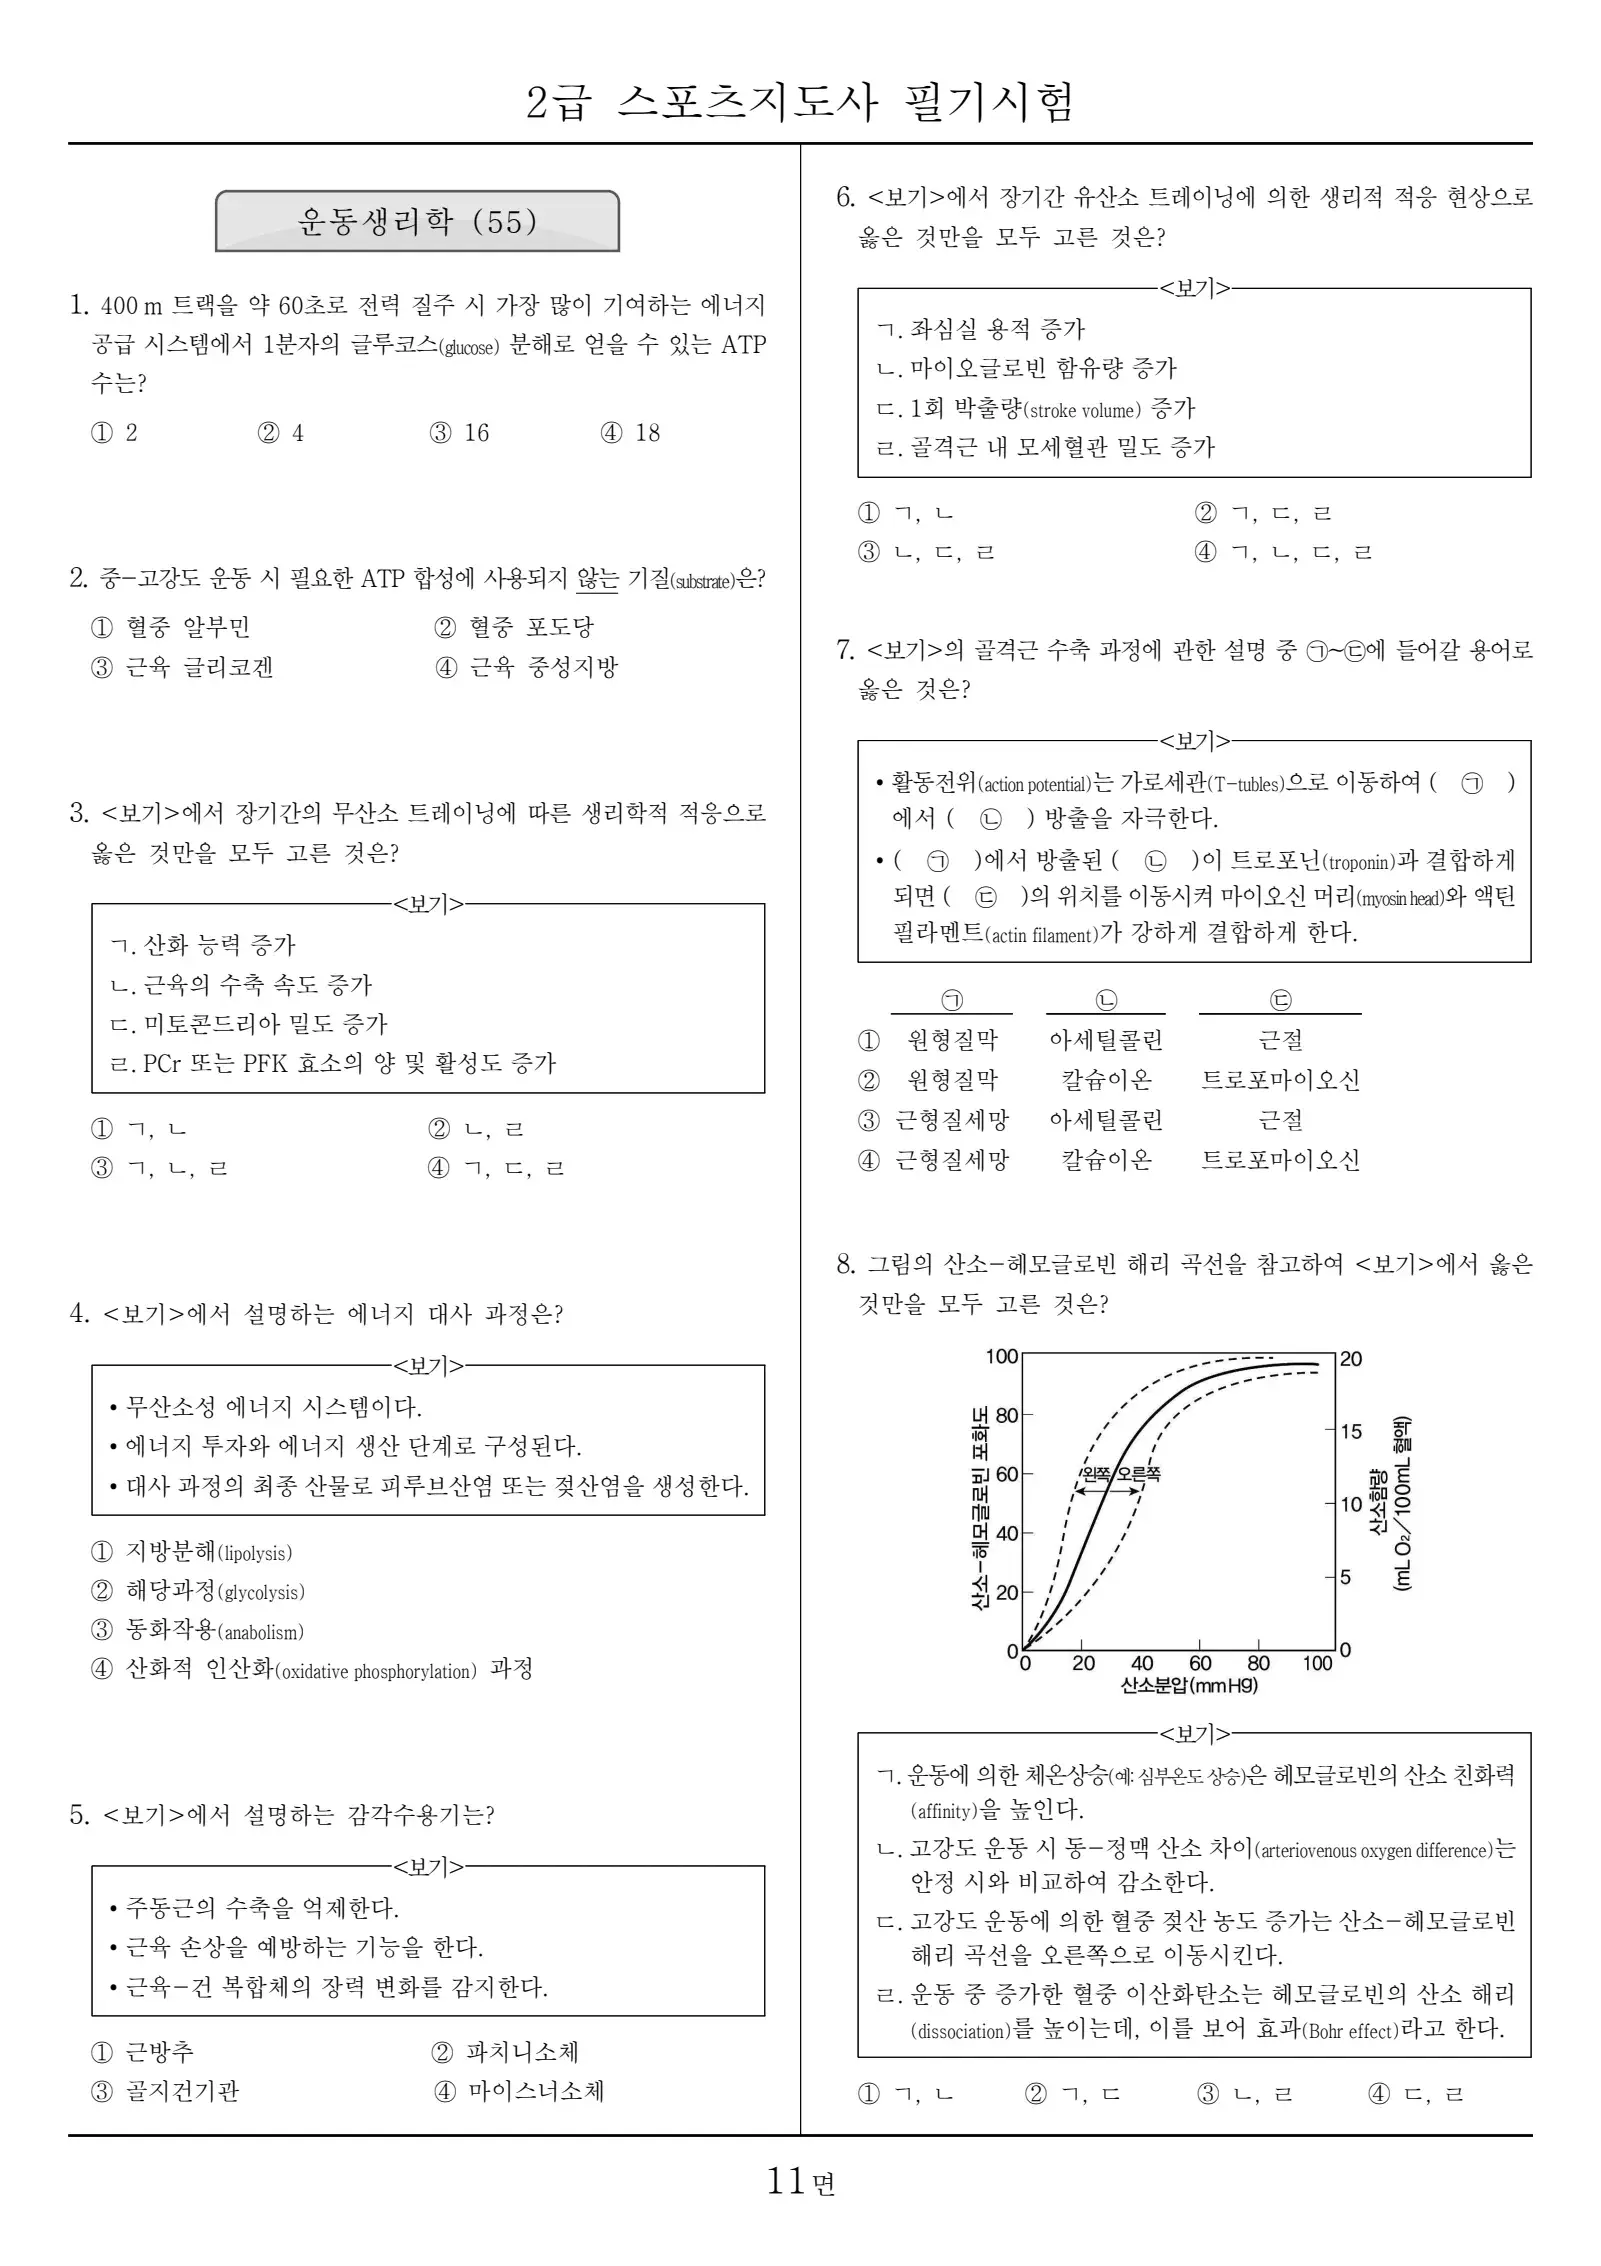 2급 스포츠지도사 필기시험
운동생리학 (55)
1. 400 m 트랙을 약 60초로 전력 질주 시 가장 많이 기여하는 에너지
공급 시스템에서 1분자의 글루코스(glucose) 분해로 얻을 수 있는 ATP
수는?
① 2 ② 4 ③ 16 ④ 18
2. 중-고강도 운동 시 필요한 ATP 합성에 사용되지 않는 기질(substrate)은?
① 혈중 알부민 ② 혈중 포도당
③ 근육 글리코겐 ④ 근육 중성지방
3. <보기>에서 장기간의 무산소 트레이닝에 따른 생리학적 적응으로
옳은 것만을 모두 고른 것은?
<보기>
ㄱ. 산화 능력 증가
ㄴ. 근육의 수축 속도 증가
ㄷ. 미토콘드리아 밀도 증가
ㄹ. PCr 또는 PFK 효소의 양 및 활성도 증가
① ㄱ, ㄴ ② ㄴ, ㄹ
③ ㄱ, ㄴ, ㄹ ④ ㄱ, ㄷ, ㄹ
4. <보기>에서 설명하는 에너지 대사 과정은?
<보기>
• 무산소성 에너지 시스템이다.
• 에너지 투자와 에너지 생산 단계로 구성된다.
• 대사 과정의 최종 산물로 피루브산염 또는 젖산염을 생성한다.
① 지방분해(lipolysis)
② 해당과정(glycolysis)
③ 동화작용(anabolism)
④ 산화적 인산화(oxidative phosphorylation) 과정
5. <보기>에서 설명하는 감각수용기는?
<보기>
• 주동근의 수축을 억제한다.
• 근육 손상을 예방하는 기능을 한다.
• 근육-건 복합체의 장력 변화를 감지한다.
① 근방추 ② 파치니소체
③ 골지건기관 ④ 마이스너소체
6. <보기>에서 장기간 유산소 트레이닝에 의한 생리적 적응 현상으로
옳은 것만을 모두 고른 것은?
<보기>
ㄱ. 좌심실 용적 증가
ㄴ. 마이오글로빈 함유량 증가
ㄷ. 1회 박출량(stroke volume) 증가
ㄹ. 골격근 내 모세혈관 밀도 증가
① ㄱ, ㄴ ② ㄱ, ㄷ, ㄹ
③ ㄴ, ㄷ, ㄹ ④ ㄱ, ㄴ, ㄷ, ㄹ
7. <보기>의 골격근 수축 과정에 관한 설명 중 ㉠~㉢에 들어갈 용어로
옳은 것은?
<보기>
• 활동전위(action potential)는 가로세관(T-tubles)으로 이동하여 ( ㉠ )
에서 ( ㉡ ) 방출을 자극한다.
• ( ㉠ )에서 방출된 ( ㉡ )이 트로포닌(troponin)과 결합하게
되면 ( ㉢ )의 위치를 이동시켜 마이오신 머리(myosin head)와 액틴
필라멘트(actin filament)가 강하게 결합하게 한다.
㉠ ㉡ ㉢
① 원형질막 아세틸콜린 근절
② 원형질막 칼슘이온 트로포마이오신
③ 근형질세망 아세틸콜린 근절
④ 근형질세망 칼슘이온 트로포마이오신
8. 그림의 산소-헤모글로빈 해리 곡선을 참고하여 <보기>에서 옳은
것만을 모두 고른 것은?
산소-헤모글로빈 포화도
100
80
60
40
20
0
왼쪽 오른쪽
20
15
10
5
0
산소함량
(mL O₂/100mL 혈액)
0 20 40 60 80 100
산소분압(mmHg)
<보기>
ㄱ. 운동에 의한 체온상승(예: 심부온도 상승)은 헤모글로빈의 산소 친화력
(affinity)을 높인다.
ㄴ. 고강도 운동 시 동-정맥 산소 차이(arteriovenous oxygen difference)는
안정 시와 비교하여 감소한다.
ㄷ. 고강도 운동에 의한 혈중 젖산 농도 증가는 산소-헤모글로빈
해리 곡선을 오른쪽으로 이동시킨다.
ㄹ. 운동 중 증가한 혈중 이산화탄소는 헤모글로빈의 산소 해리
(dissociation)를 높이는데, 이를 보어 효과(Bohr effect)라고 한다.
① ㄱ, ㄴ ② ㄱ, ㄷ ③ ㄴ, ㄹ ④ ㄷ, ㄹ
11면